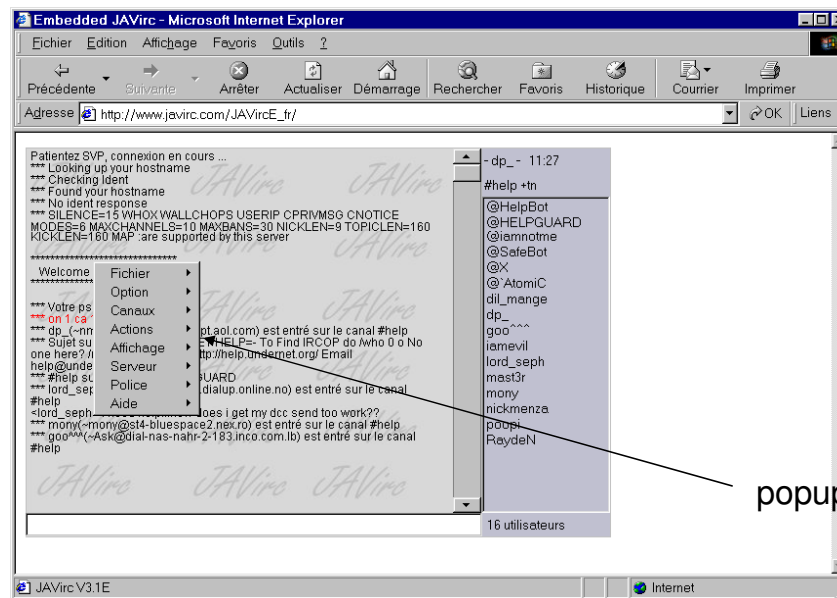 Embedded JAVirc - Microsoft Internet Explorer
Fichier Edition Affichage Favoris Outils ?
Précédente Suivante Arrêter Actualiser Démarrage Rechercher Favoris Historique Courrier Imprimer
Adresse http://www.javirc.com/JAVircE_fr/ OK Liens
Patientez SVP, connexion en cours ...
*** Looking up your hostname
*** Checking Ident
*** Found your hostname
*** No ident response
*** SILENCE=15 WHOX WALLCHOPS USERIP CPRIVMSG CNOTICE
MODES=6 MAXCHANNELS=10 MAXBANS=30 NICKLEN=9 TOPICLEN=160
KICKLEN=160 MAP :are supported by this server
Welcome
*** Votre ps
*** on 1 ca
*** dp_(~nm pt.aol.com) est entré sur le canal #help
*** Sujet su HELP=- To Find IRCOP do /who 0 o No
one here? / ttp://help.undernet.org/ Email
help@unde
*** #help su UARD
*** lord_sep .dialup.online.no) est entré sur le canal
#help
<lord_seph does i get my dcc send too work??
*** mony(~mony@st4-bluespace2.nex.ro) est entré sur le canal #help
*** goo^^^(~Ask@dial-nas-nahr-2-183.inco.com.lb) est entré sur le canal
#help
Fichier
Option
Canaux
Actions
Affichage
Serveur
Police
Aide
- dp_ - 11:27
#help +tn
@HelpBot
@HELPGUARD
@iamnotme
@SafeBot
@X
@`AtomiC
dil_mange
dp_
goo^^^
iamevil
lord_seph
mast3r
mony
nickmenza
poopi
RaydeN
16 utilisateurs
popup
JAVirc V3.1E Internet